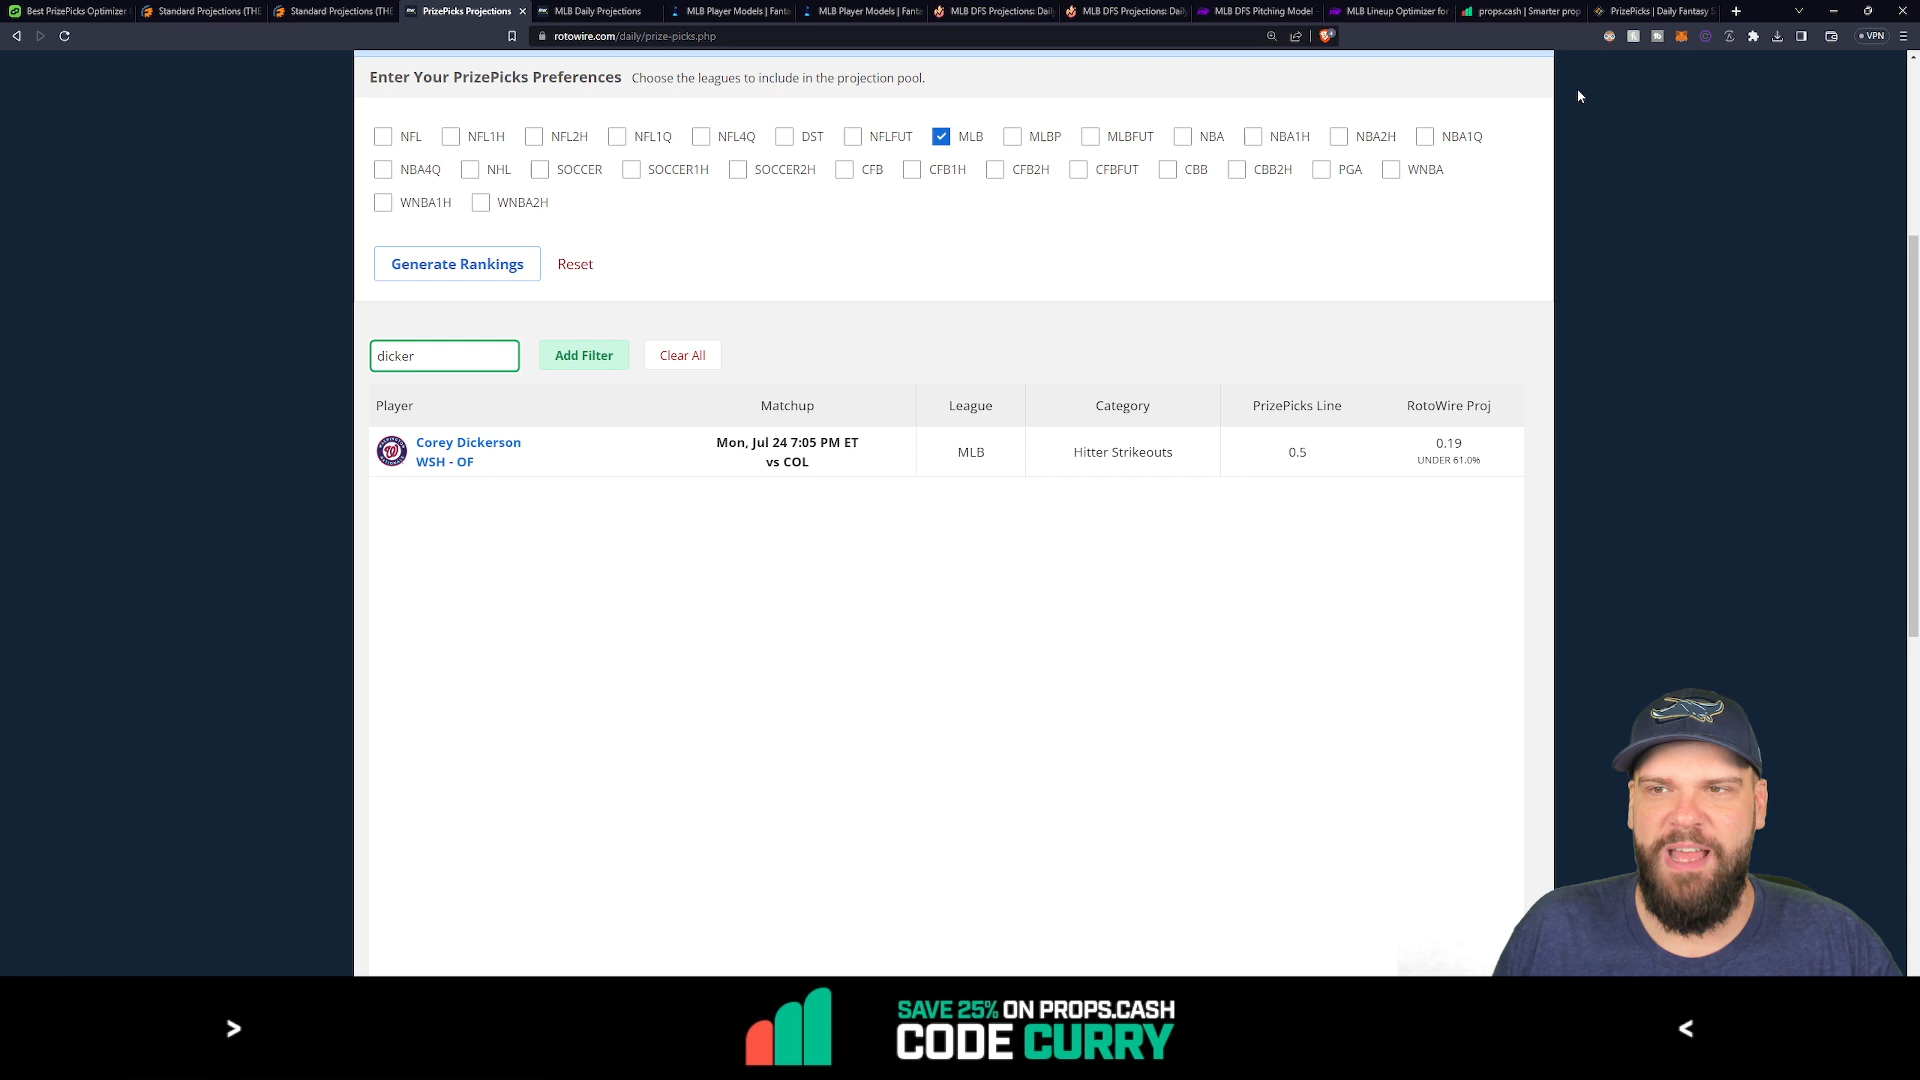 Best PrizePicks Optimizer
Standard Projections (THE
Standard Projections (THE
PrizePicks Projections
MLB Daily Projections
MLB Player Models | Fanta
MLB Player Models | Fanta
MLB DFS Projections: Dail
MLB DFS Projections: Dail
MLB DFS Pitching Model -
MLB Lineup Optimizer for
props.cash | Smarter prop
PrizePicks | Daily Fantasy S
rotowire.com/daily/prize-picks.php
VPN
Enter Your PrizePicks Preferences Choose the leagues to include in the projection pool.
NFL NFL1H NFL2H NFL1Q NFL4Q DST NFLFUT MLB MLBP MLBFUT NBA NBA1H NBA2H NBA1Q
NBA4Q NHL SOCCER SOCCER1H SOCCER2H CFB CFB1H CFB2H CFBFUT CBB CBB2H PGA WNBA
WNBA1H WNBA2H
Generate Rankings Reset
dicker Add Filter Clear All
Player Matchup League Category PrizePicks Line RotoWire Proj
Corey Dickerson
WSH - OF
Mon, Jul 24 7:05 PM ET
vs COL
MLB
Hitter Strikeouts
0.5
0.19
UNDER 61.0%
SAVE 25% ON PROPS.CASH
CODE CURRY